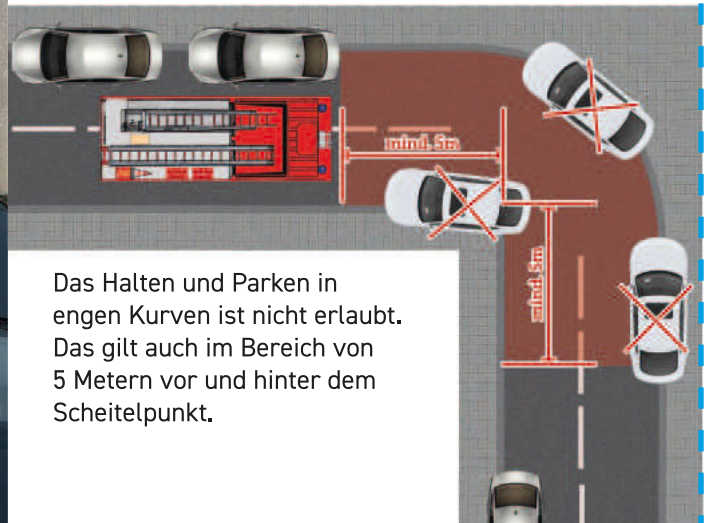 mind. 5m
mind. 5m
Das Halten und Parken in
engen Kurven ist nicht erlaubt.
Das gilt auch im Bereich von
5 Metern vor und hinter dem
Scheitelpunkt.